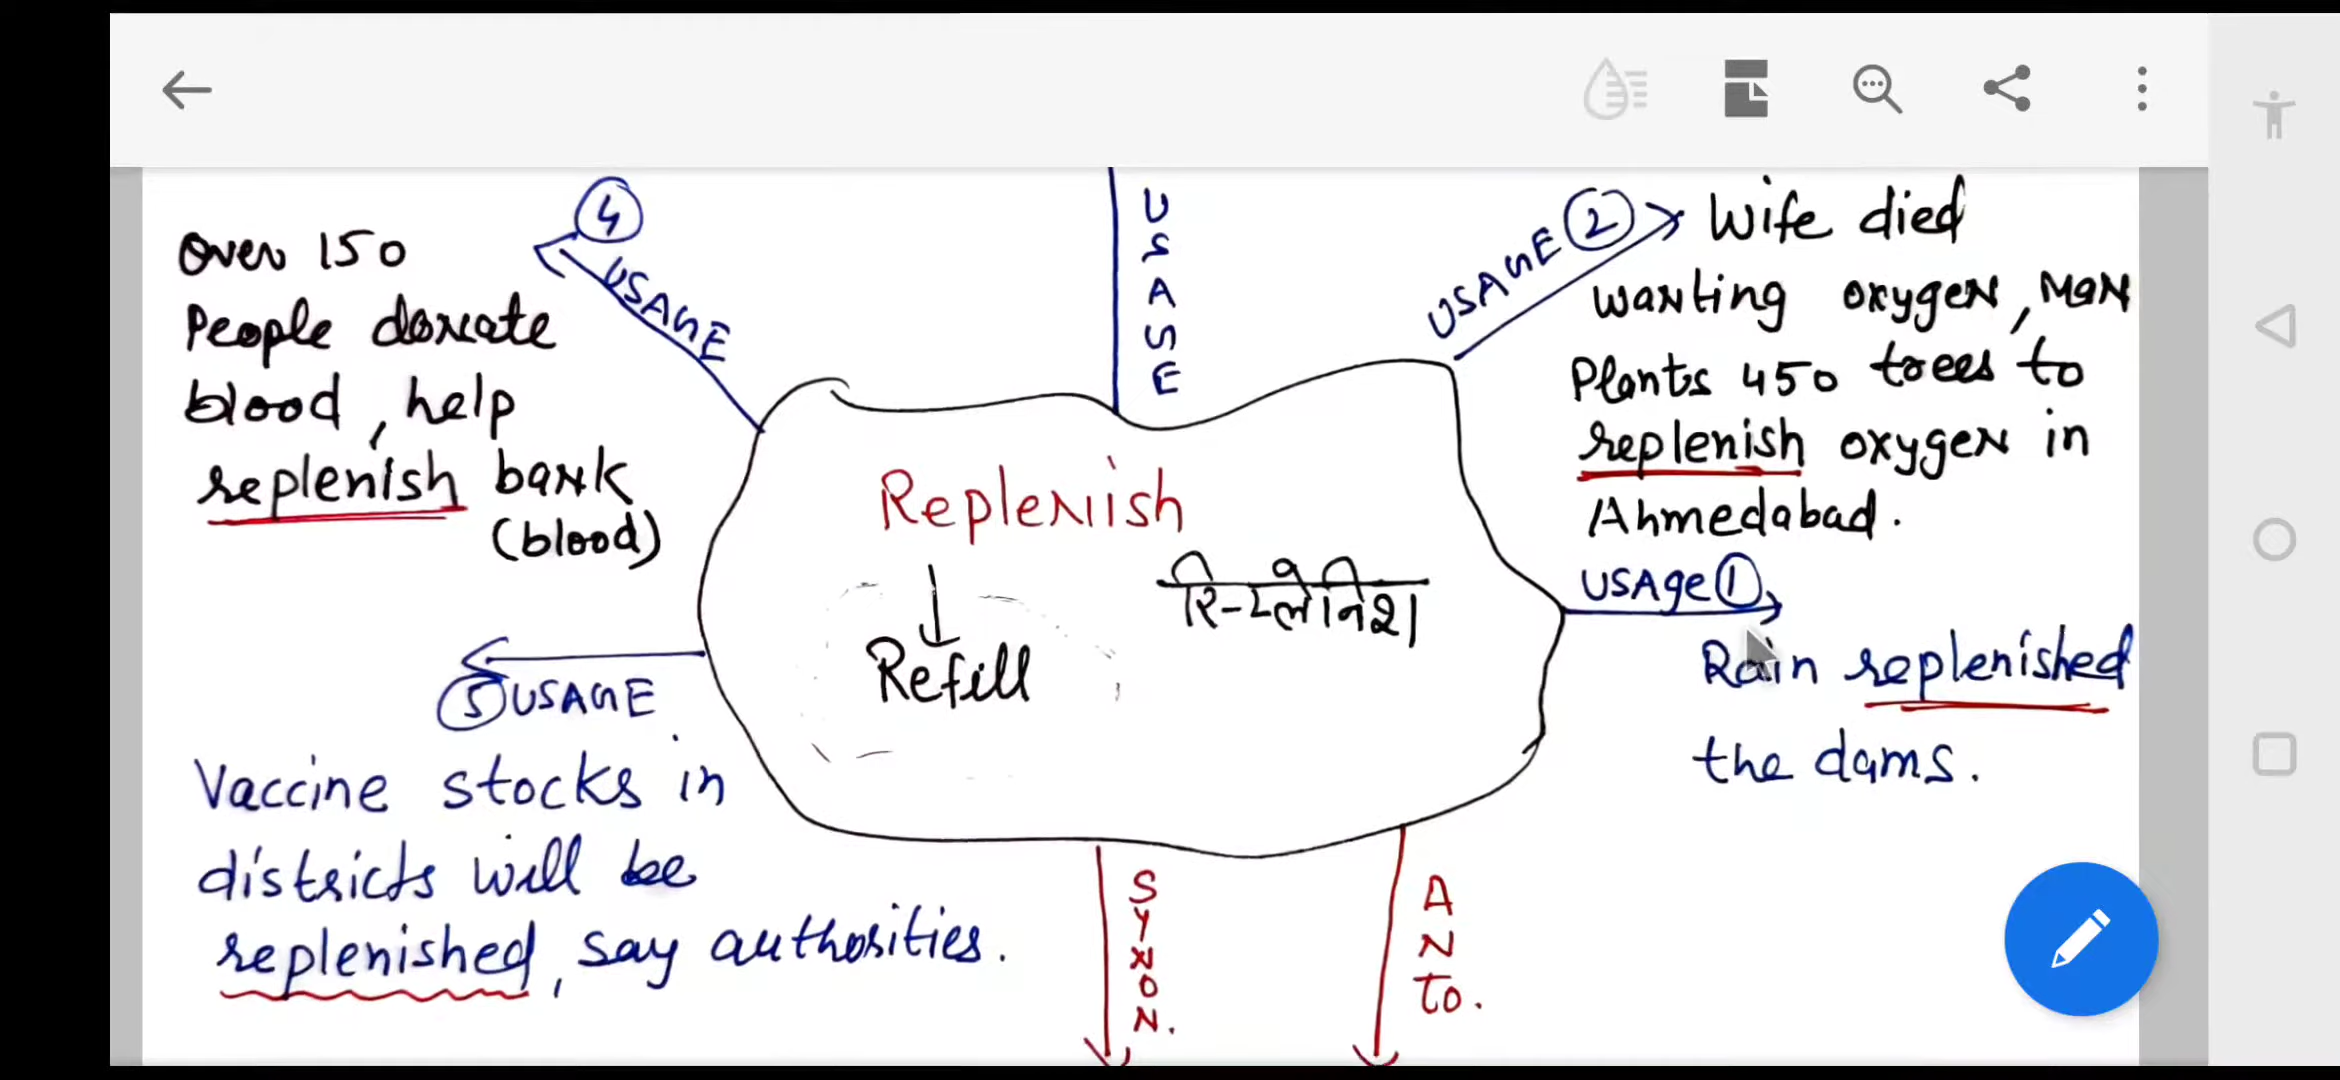 4
USAGE
Over 150
People donate
blood, help
replenish bank
(blood)
USAGE
USAGE 2
Wife died
wanting oxygen, Man
Plants 450 trees to
replenish oxygen in
Ahmedabad.
Replenish
रि-प्लेनिश
Refill
USAge 1
Rain replenished
the dams.
5 USAGE
Vaccine stocks in
districts will be
replenished, say authorities.
SYNON.
ANTO.